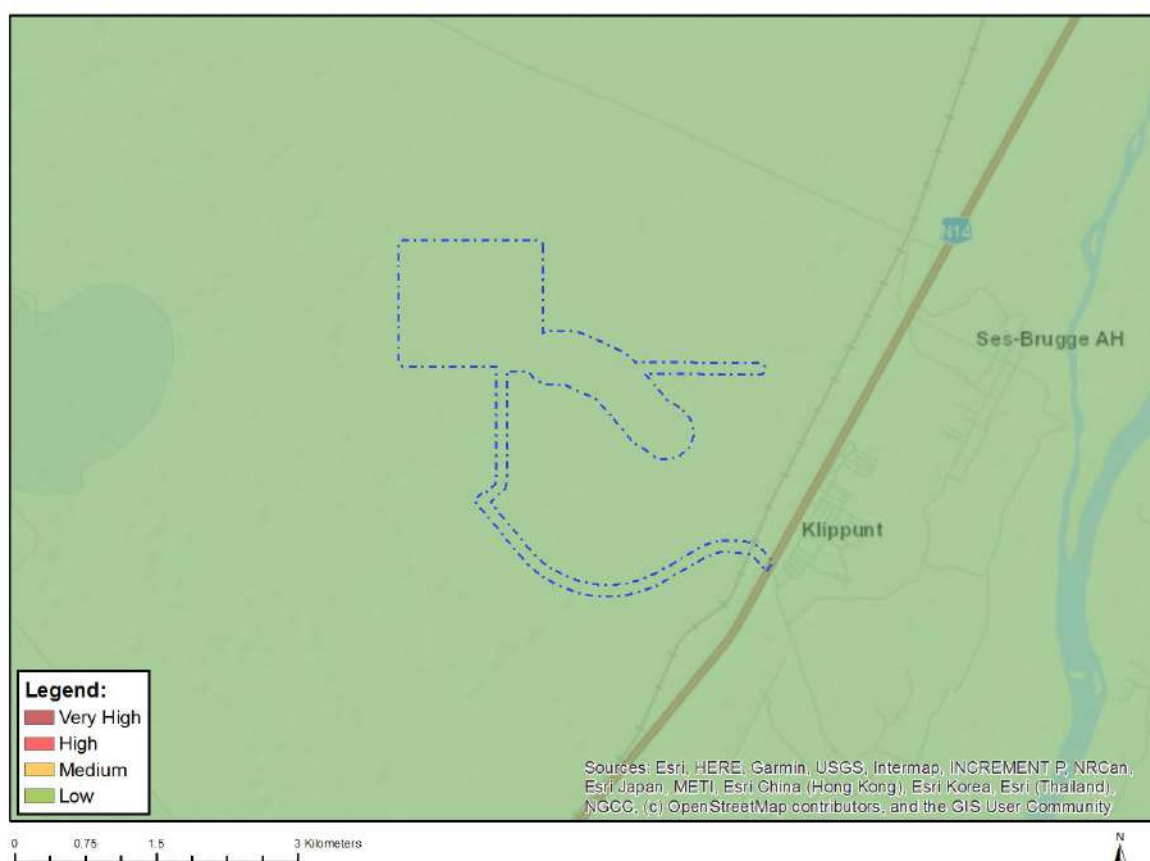 N14
Ses-Brugge AH
Klippunt
Legend:
Very High
High
Medium
Low
Sources: Esri, HERE, Garmin, USGS, Intermap, INCREMENT P, NRCan,
Esri Japan, METI, Esri China (Hong Kong), Esri Korea, Esri (Thailand),
NGCC, (c) OpenStreetMap contributors, and the GIS User Community
0 0.75 1.5 3 Kilometers
N